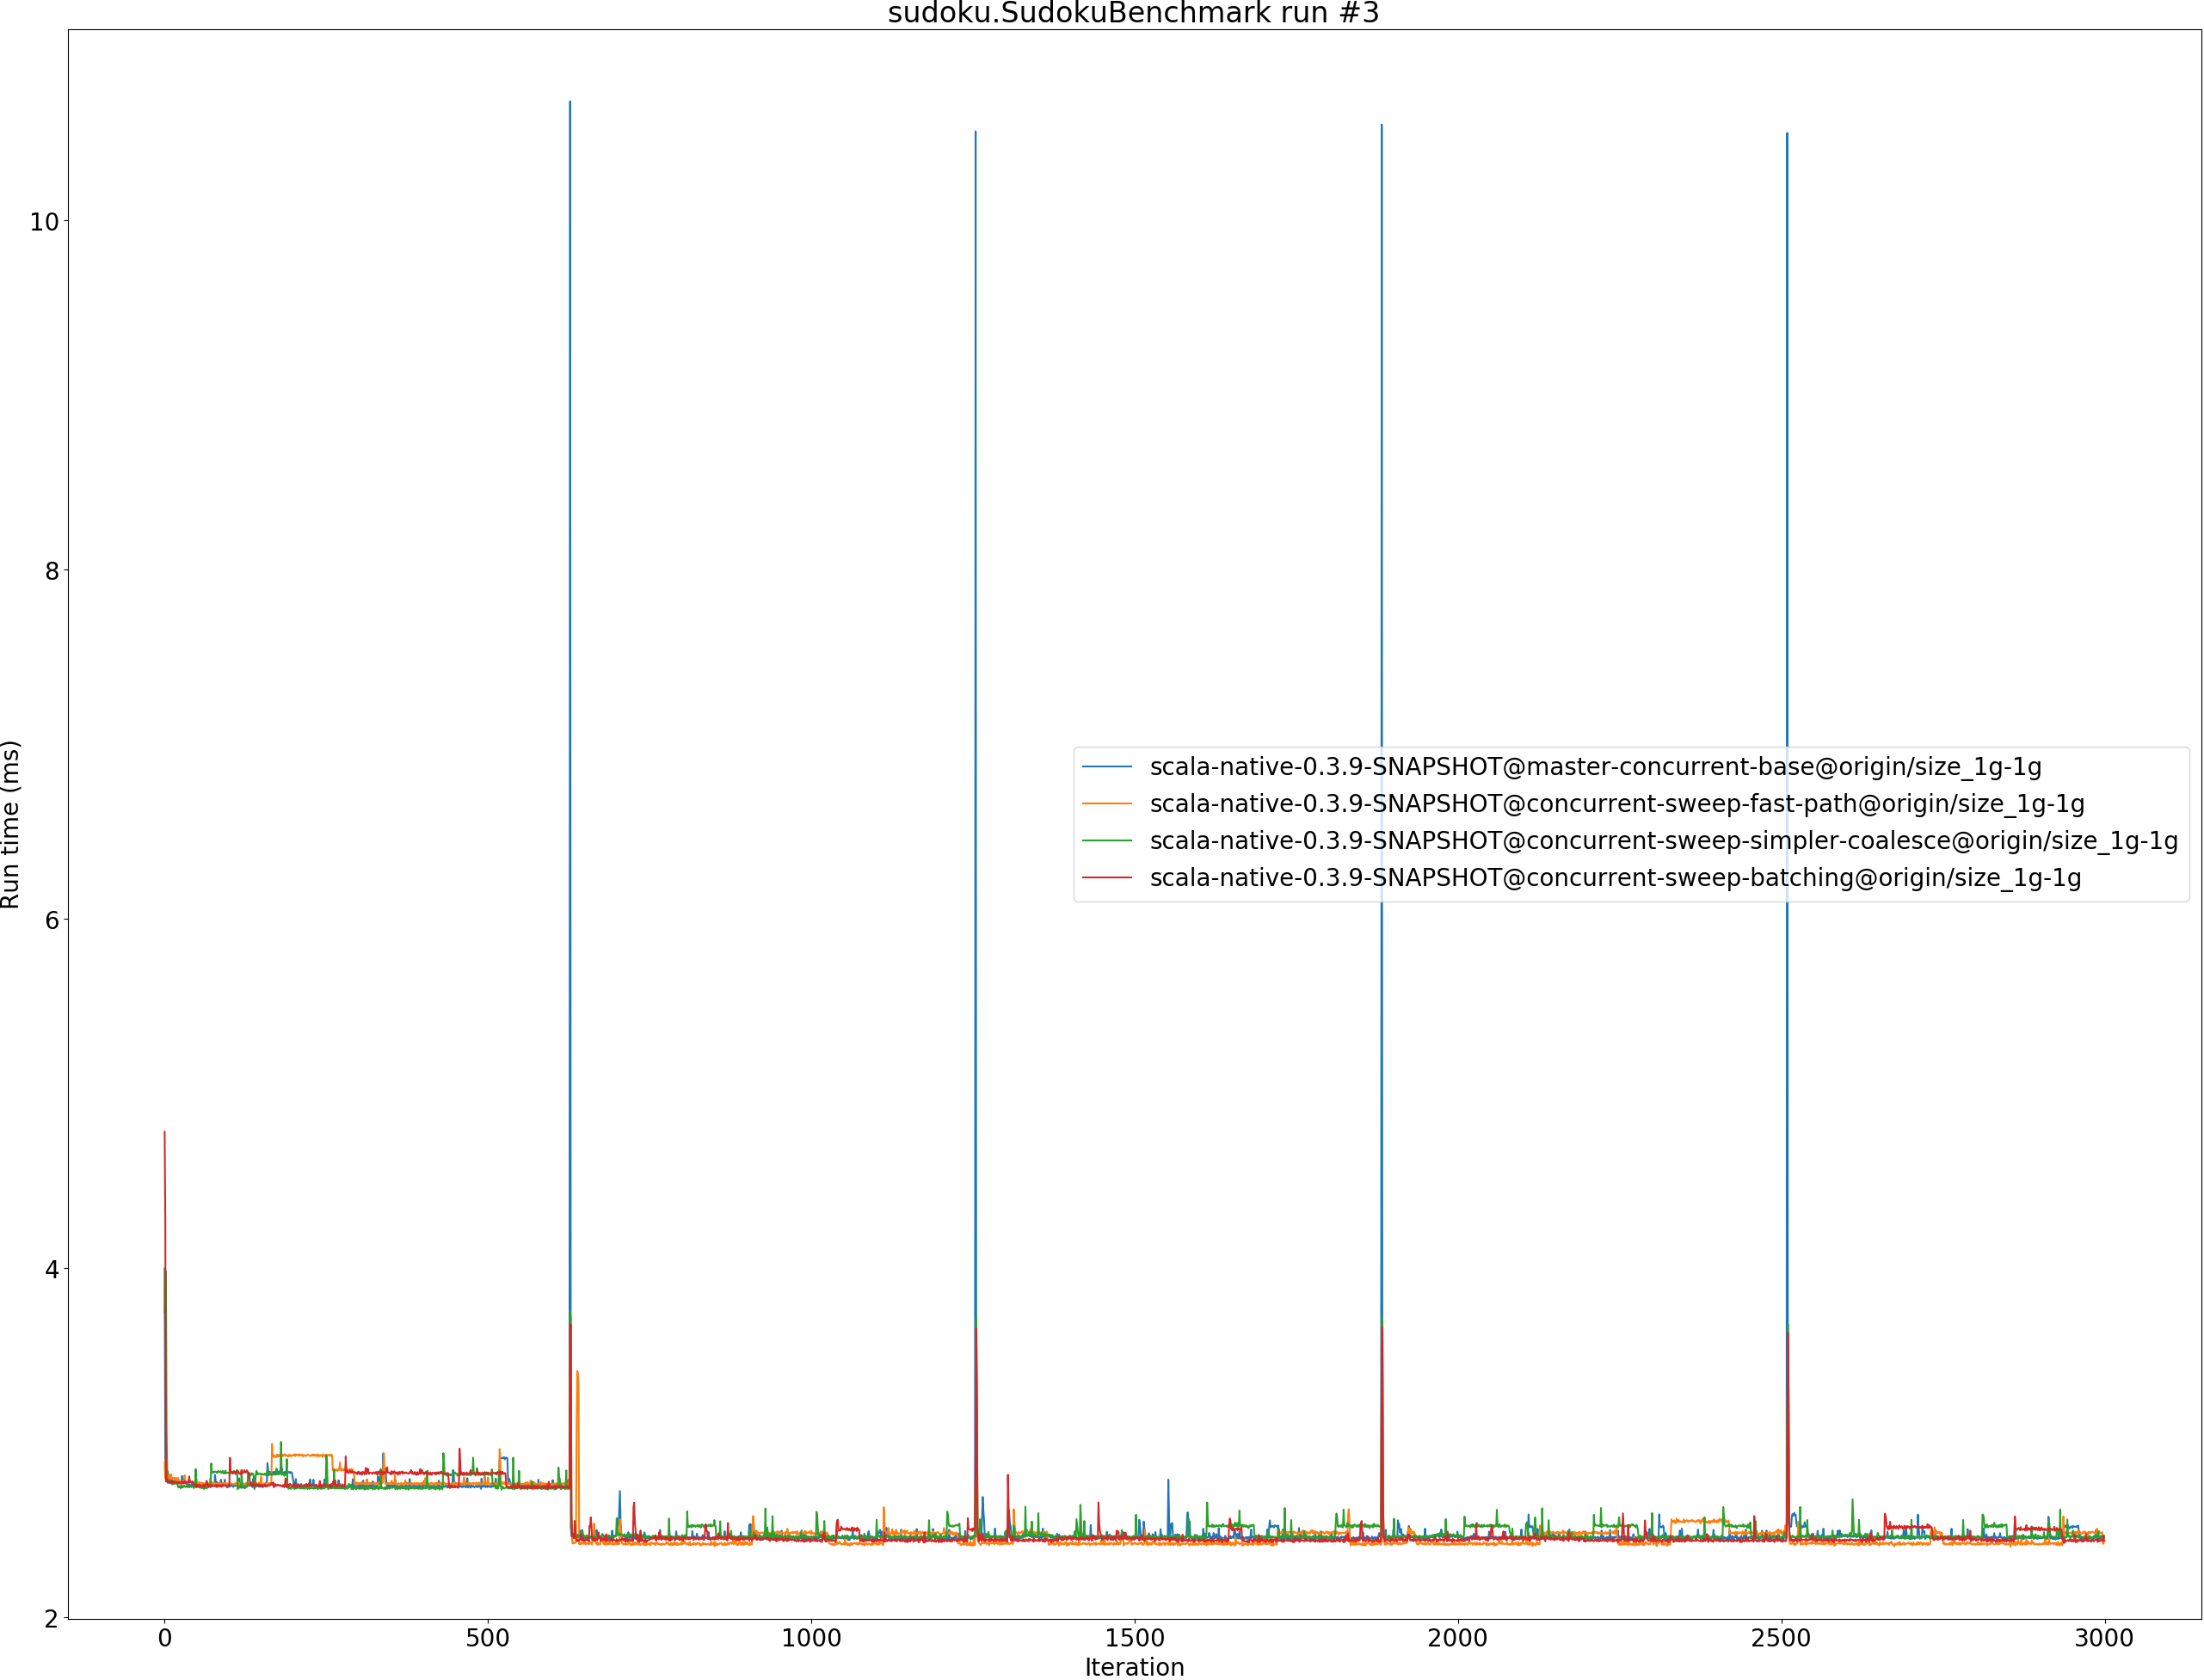 sudoku.SudokuBenchmark run #3
10
8
6
4
2
Run time (ms)
scala-native-0.3.9-SNAPSHOT@master-concurrent-base@origin/size_1g-1g
scala-native-0.3.9-SNAPSHOT@concurrent-sweep-fast-path@origin/size_1g-1g
scala-native-0.3.9-SNAPSHOT@concurrent-sweep-simpler-coalesce@origin/size_1g-1g
scala-native-0.3.9-SNAPSHOT@concurrent-sweep-batching@origin/size_1g-1g
0 500 1000 1500 2000 2500 3000
Iteration